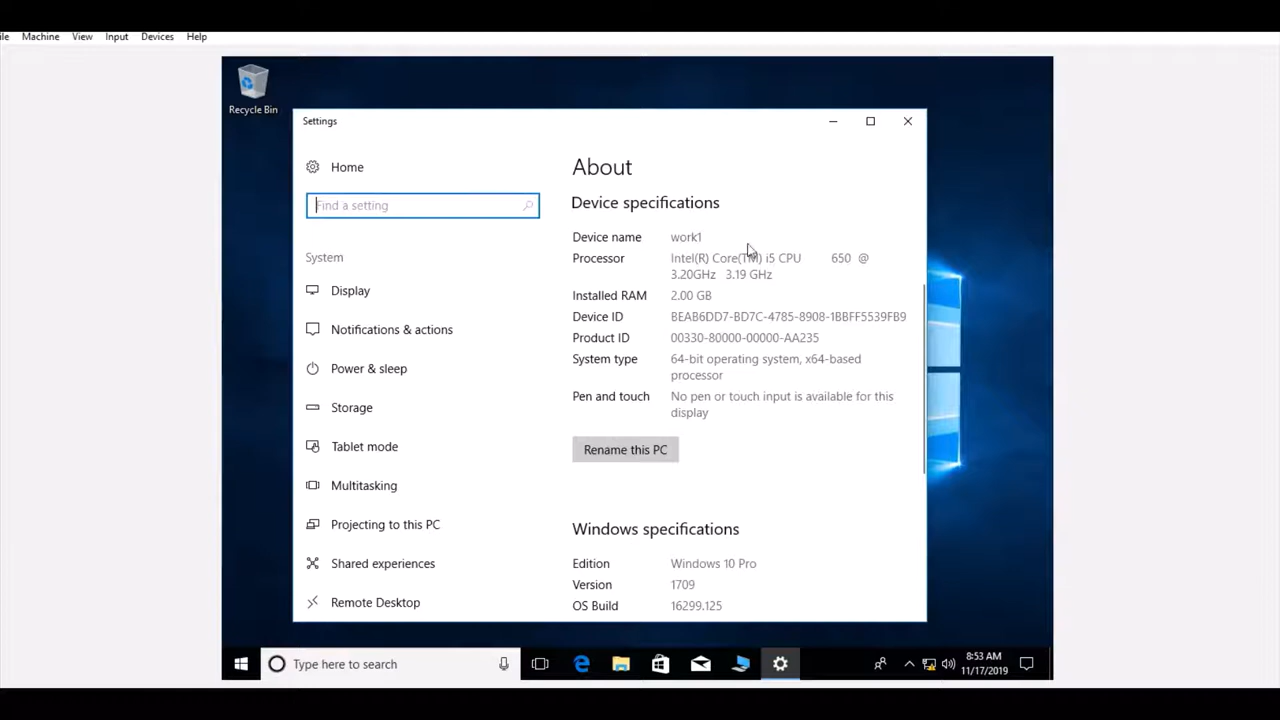 ile Machine View Input Devices Help
Recycle Bin
Settings
Home
Find a setting
System
Display
Notifications & actions
Power & sleep
Storage
Tablet mode
Multitasking
Projecting to this PC
Shared experiences
Remote Desktop
About
Device specifications
Device name work1
Processor Intel(R) Core(TM) i5 CPU 650 @
3.20GHz 3.19 GHz
Installed RAM 2.00 GB
Device ID BEAB6DD7-BD7C-4785-8908-1BBFF5539FB9
Product ID 00330-80000-00000-AA235
System type 64-bit operating system, x64-based
processor
Pen and touch No pen or touch input is available for this
display
Rename this PC
Windows specifications
Edition Windows 10 Pro
Version 1709
OS Build 16299.125
Type here to search
8:53 AM
11/17/2019